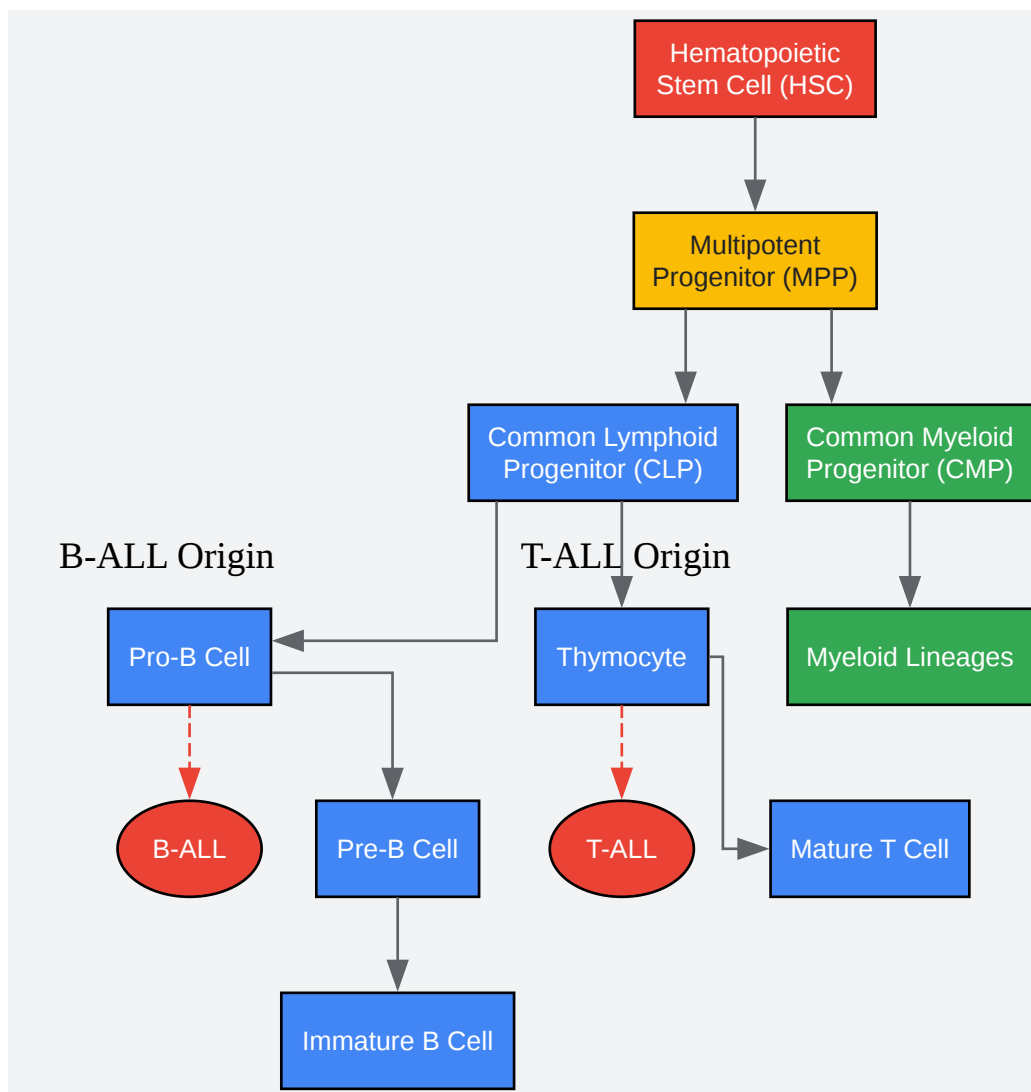 Hematopoietic
Stem Cell (HSC)
Multipotent
Progenitor (MPP)
Common Lymphoid
Progenitor (CLP)
Common Myeloid
Progenitor (CMP)
B-ALL Origin
T-ALL Origin
Pro-B Cell
Thymocyte
Myeloid Lineages
B-ALL
Pre-B Cell
T-ALL
Mature T Cell
Immature B Cell